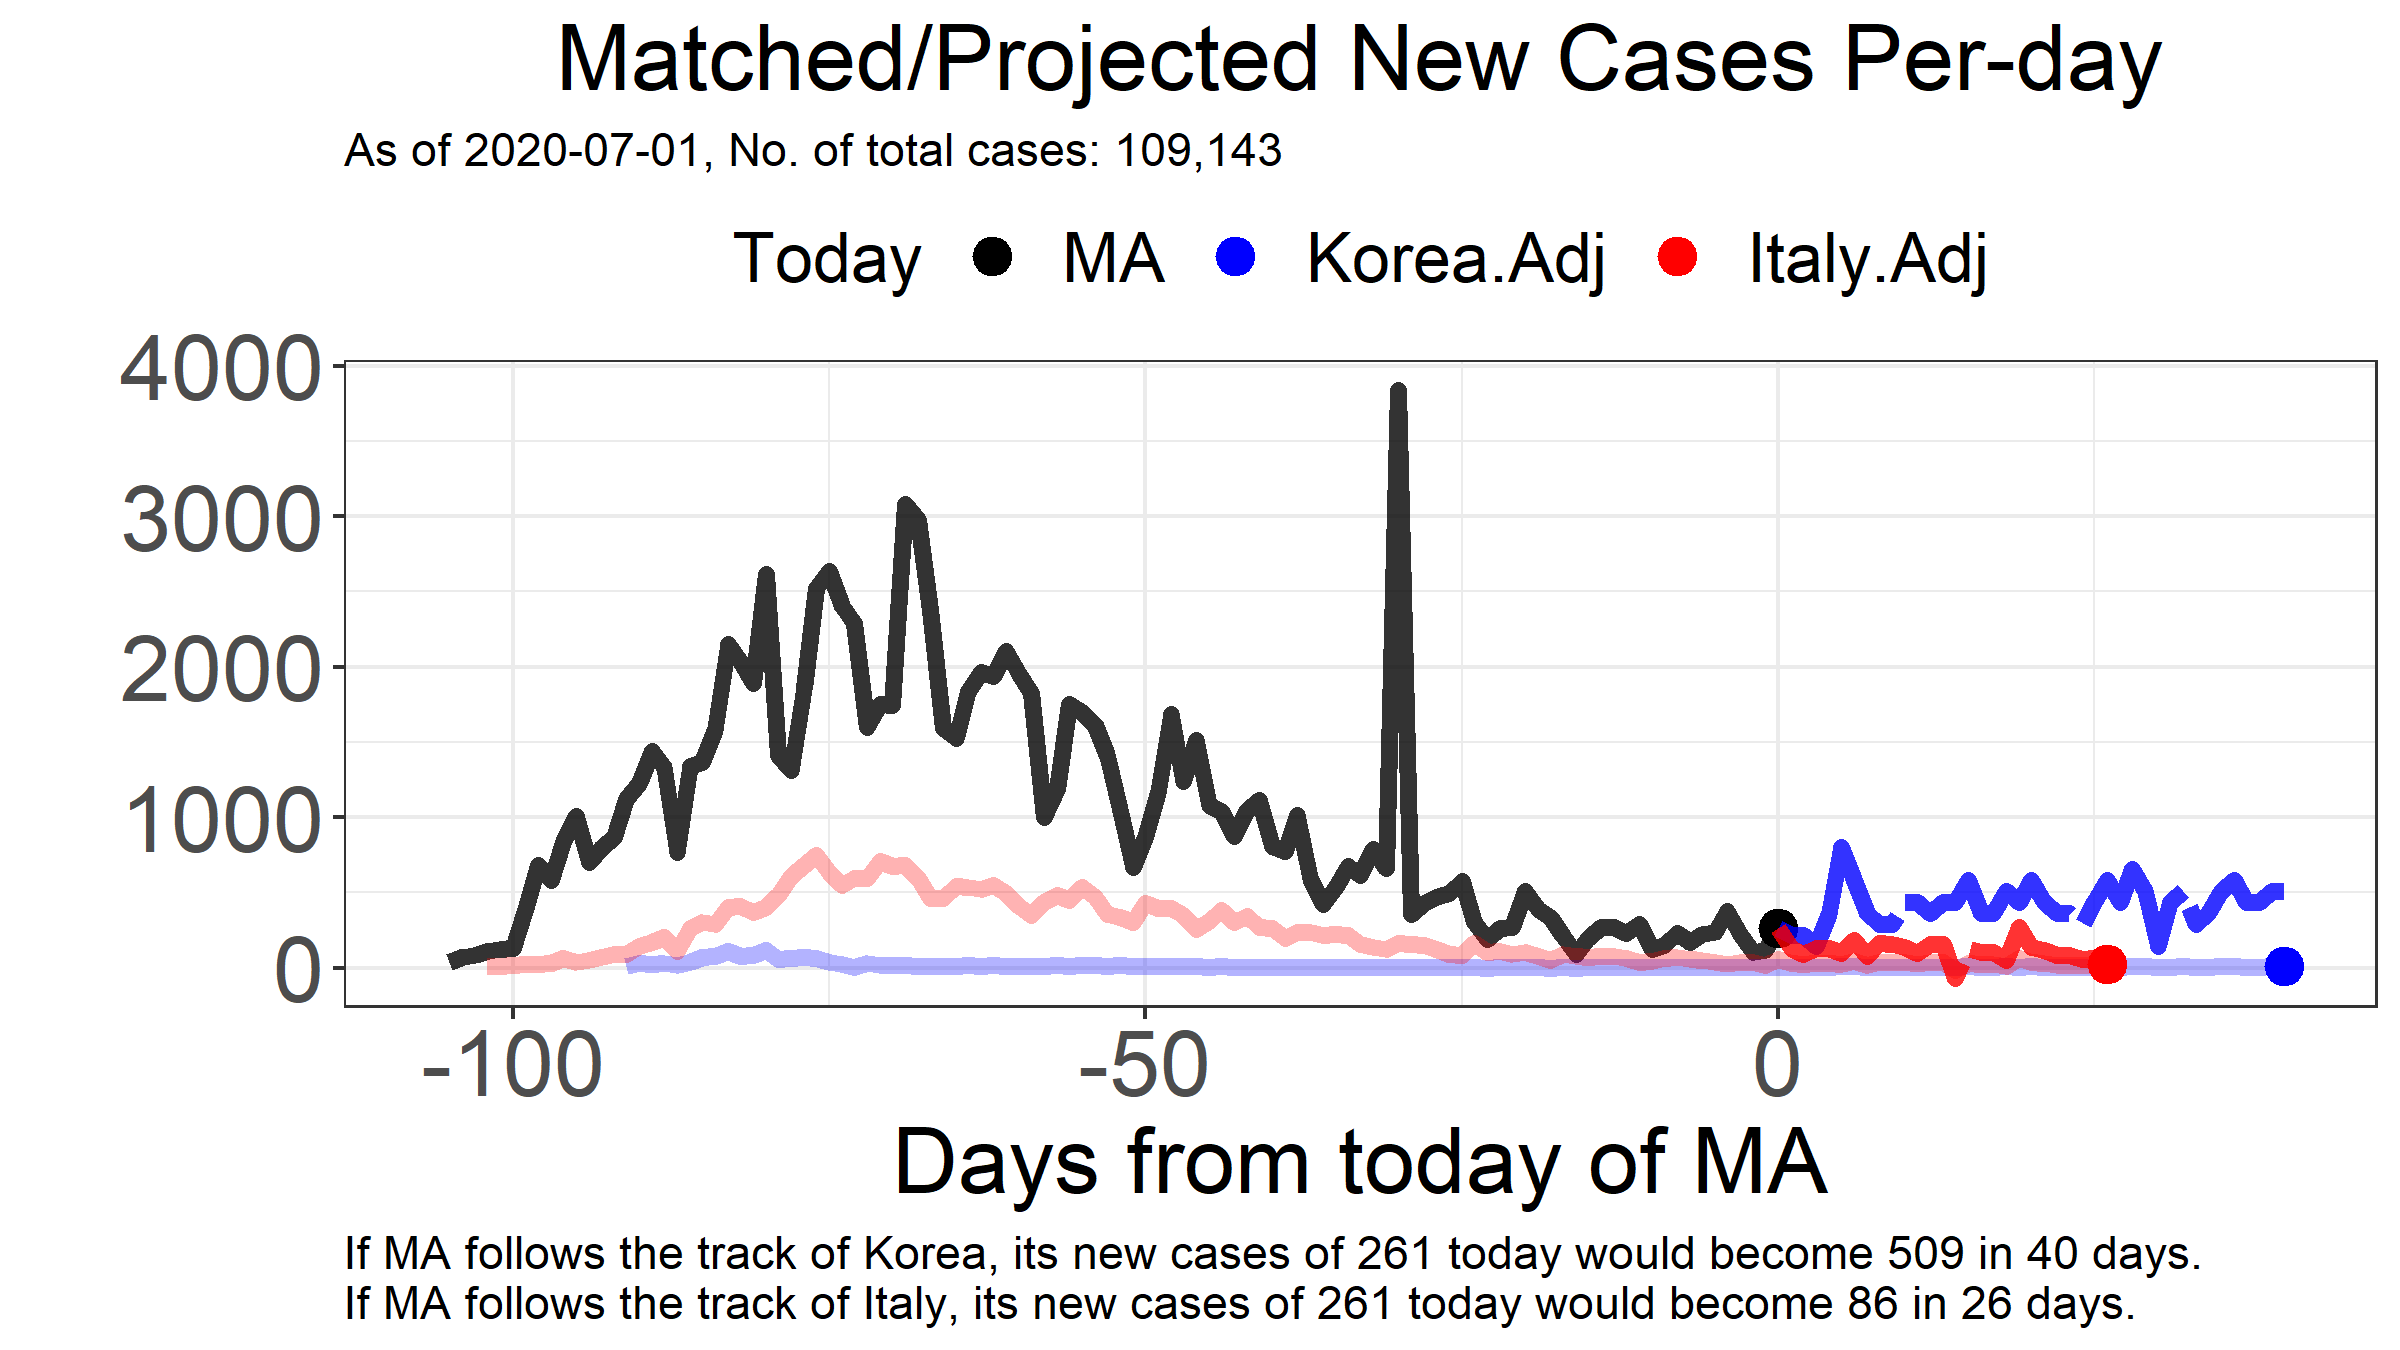 Matched/Projected New Cases Per-day
As of 2020-07-01, No. of total cases: 109,143
Today MA Korea.Adj Italy.Adj
4000
3000
2000
1000
0
-100 -50 0
Days from today of MA
If MA follows the track of Korea, its new cases of 261 today would become 509 in 40 days.
If MA follows the track of Italy, its new cases of 261 today would become 86 in 26 days.